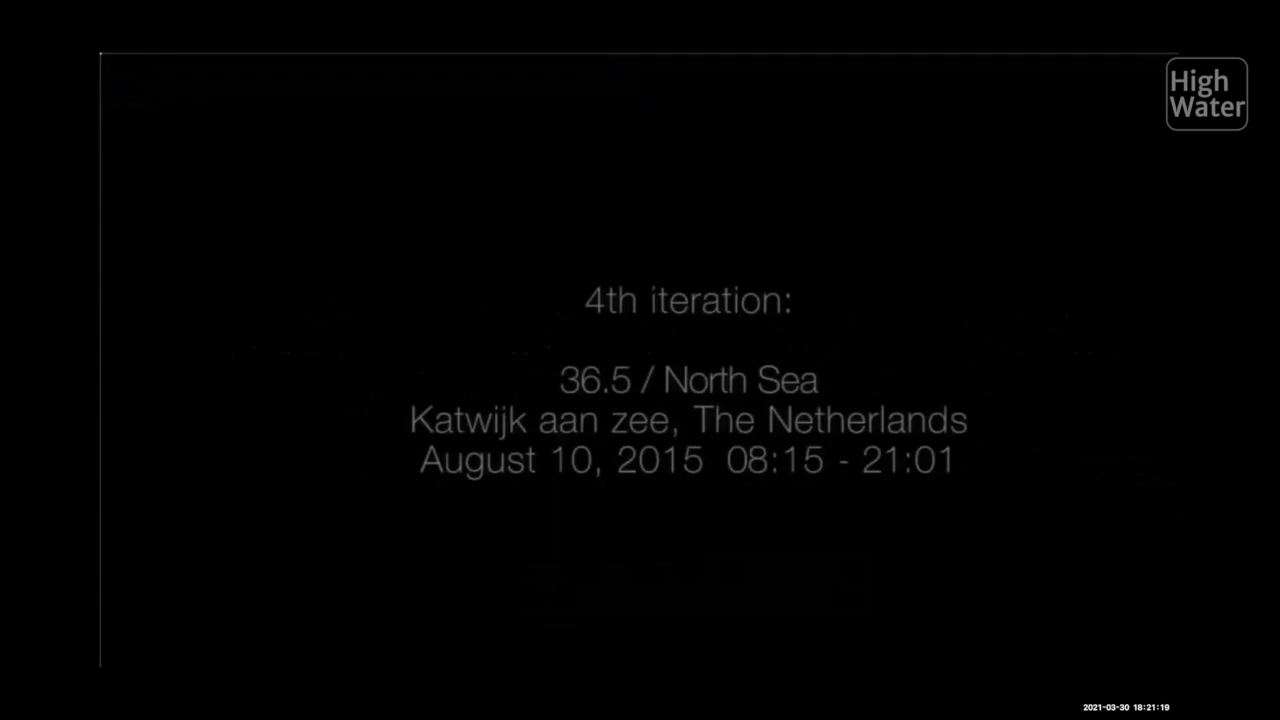 High
Water
4th iteration:
36.5 / North Sea
Katwijk aan zee, The Netherlands
August 10, 2015  08:15 - 21:01
2021-03-30 18:21:19